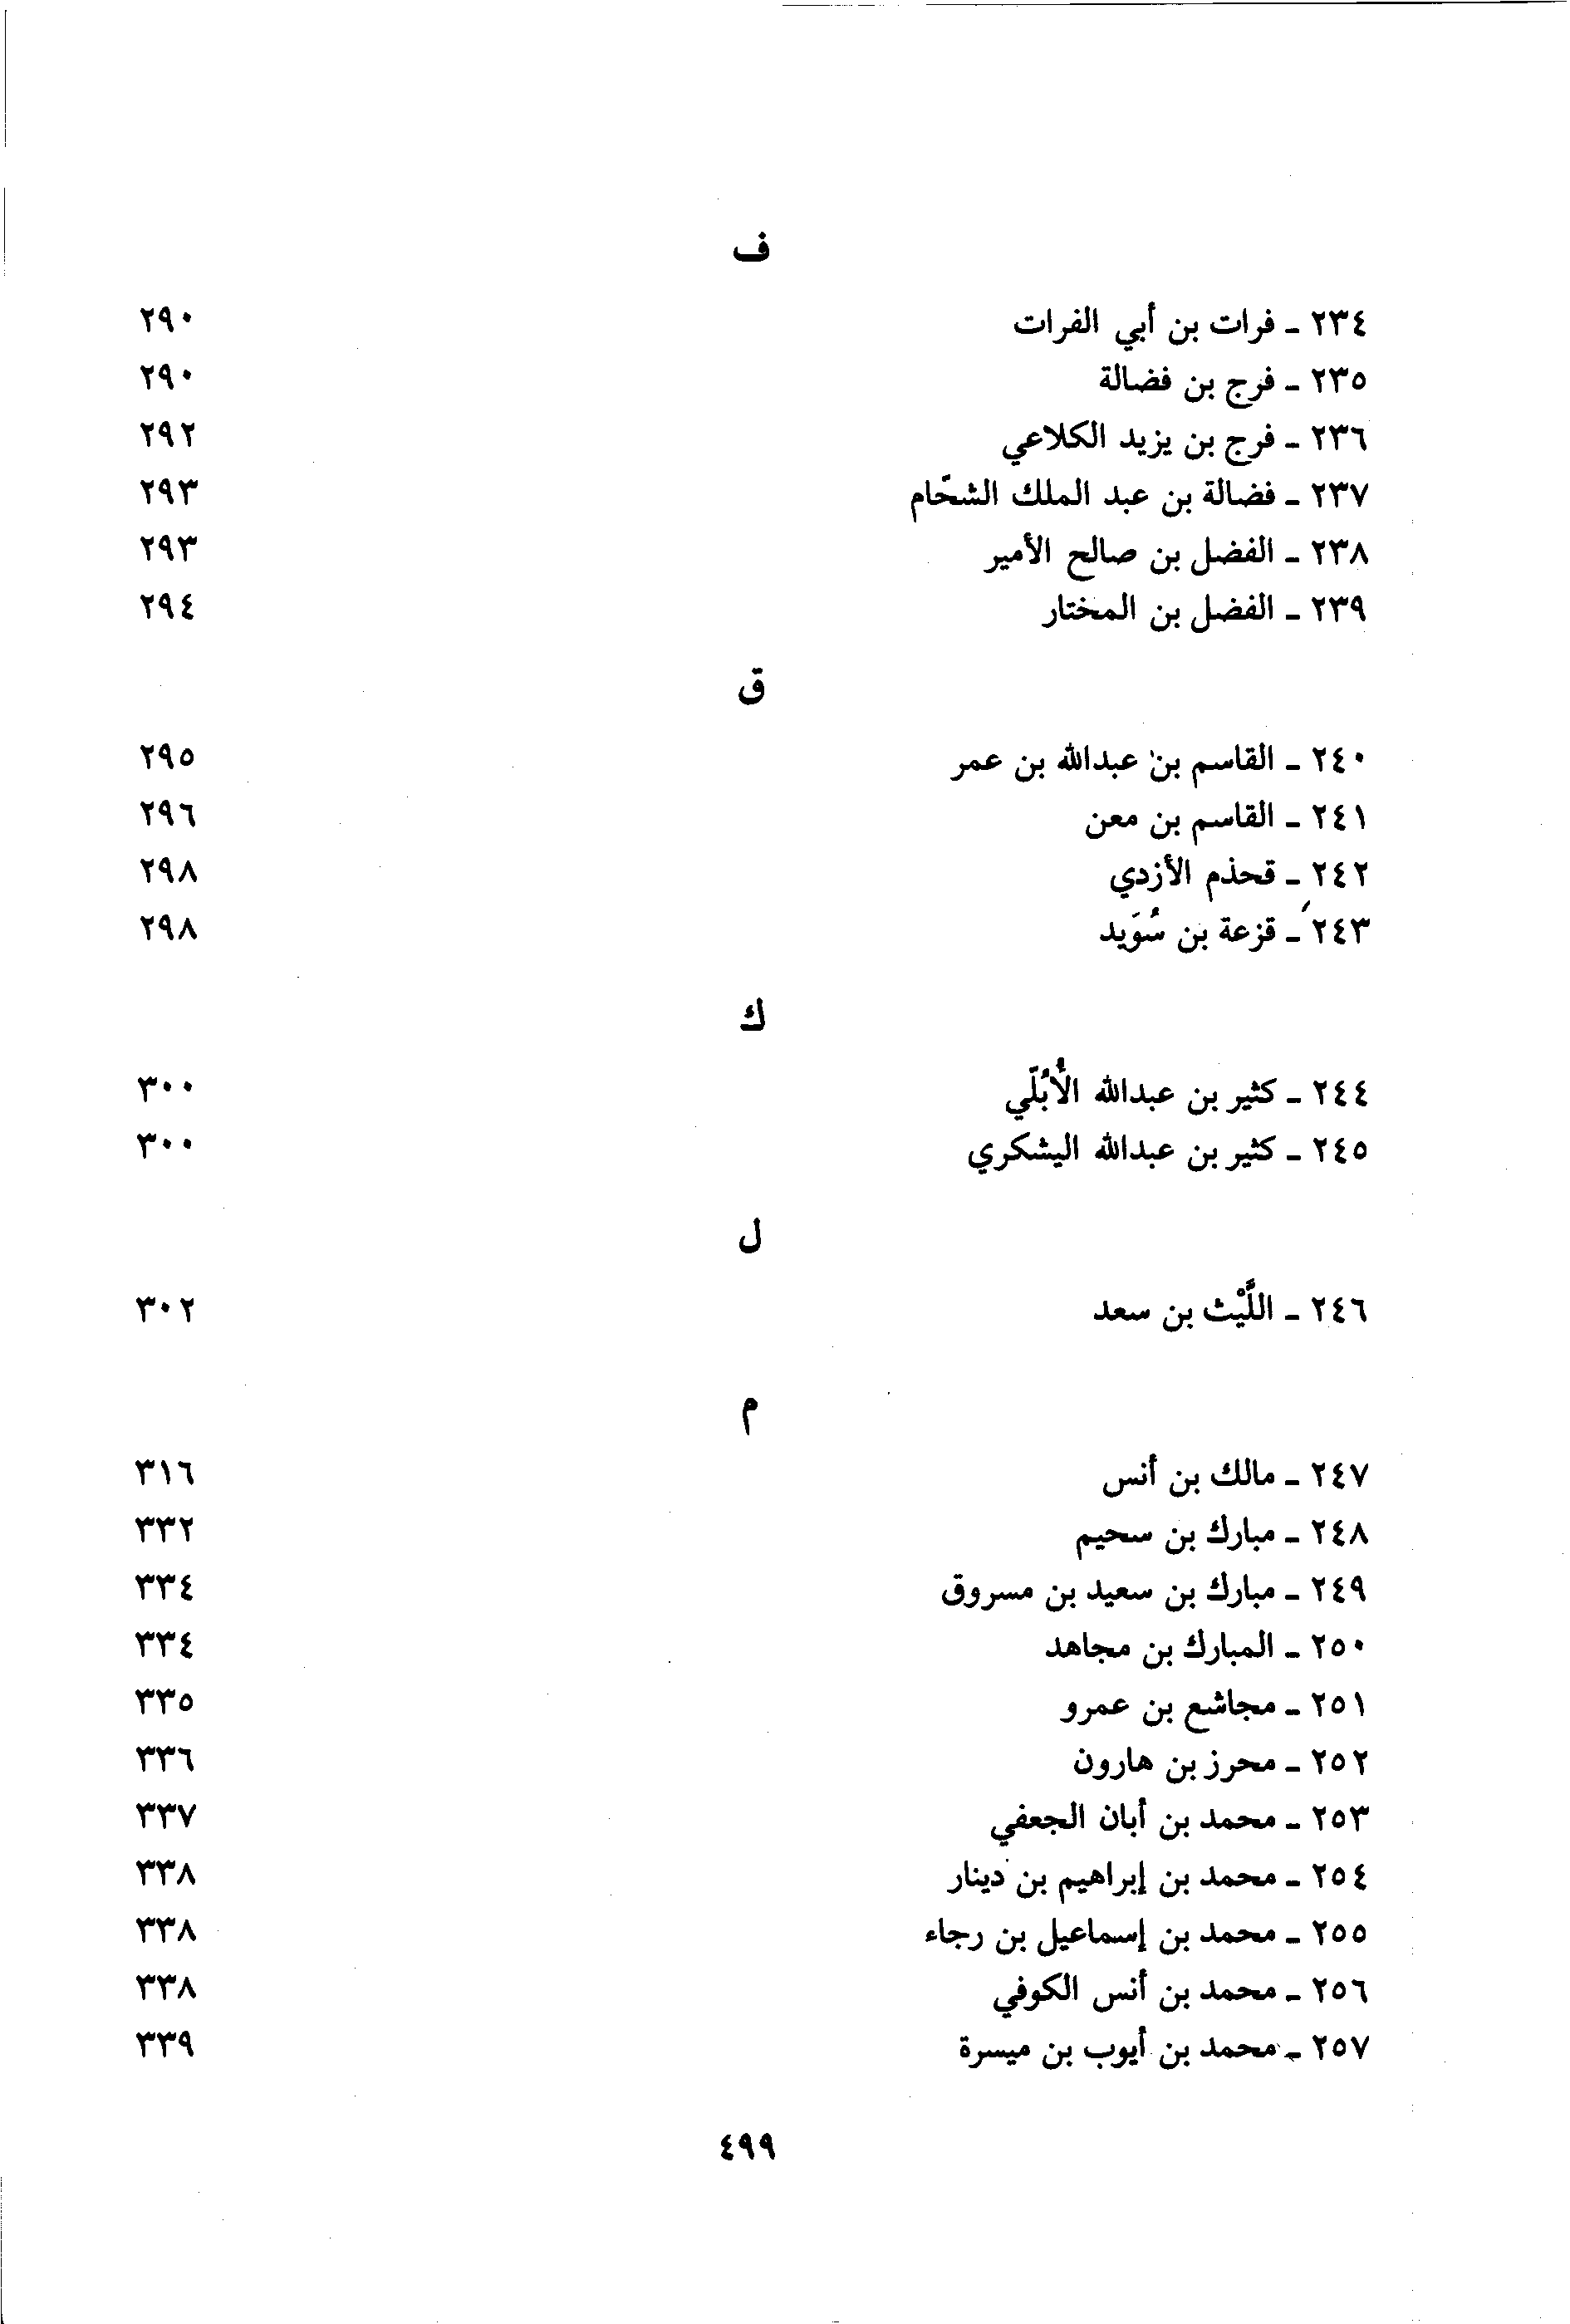 ف
٢٣٤ - فرات بن أبي الفرات ٢٩٠
٢٣٥ - فرج بن فضالة ٢٩٠
٢٣٦ - فرج بن يزيد الكلاعي ٢٩٢
٢٣٧ - فضالة بن عبد الملك الشحّام ٢٩٣
٢٣٨ - الفضل بن صالح الأمير ٢٩٣
٢٣٩ - الفضل بن المختار ٢٩٤
ق
٢٤٠ - القاسم بن عبدالله بن عمر ٢٩٥
٢٤١ - القاسم بن معن ٢٩٦
٢٤٢ - قحذم الأزدي ٢٩٨
٢٤٣ - قزعة بن سُوَيد ٢٩٨
ك
٢٤٤ - كثير بن عبدالله الأُبُلّي ٣٠٠
٢٤٥ - كثير بن عبدالله اليشكري ٣٠٠
ل
٢٤٦ - اللَّيْث بن سعد ٣٠٢
م
٢٤٧ - مالك بن أنس ٣١٦
٢٤٨ - مبارك بن سحيم ٣٣٢
٢٤٩ - مبارك بن سعيد بن مسروق ٣٣٤
٢٥٠ - المبارك بن مجاهد ٣٣٤
٢٥١ - مجاشع بن عمرو ٣٣٥
٢٥٢ - محرز بن هارون ٣٣٦
٢٥٣ - محمد بن أبان الجعفي ٣٣٧
٢٥٤ - محمد بن إبراهيم بن دينار ٣٣٨
٢٥٥ - محمد بن إسماعيل بن رجاء ٣٣٨
٢٥٦ - محمد بن أنس الكوفي ٣٣٨
٢٥٧ - محمد بن أيوب بن ميسرة ٣٣٩
٤٩٩